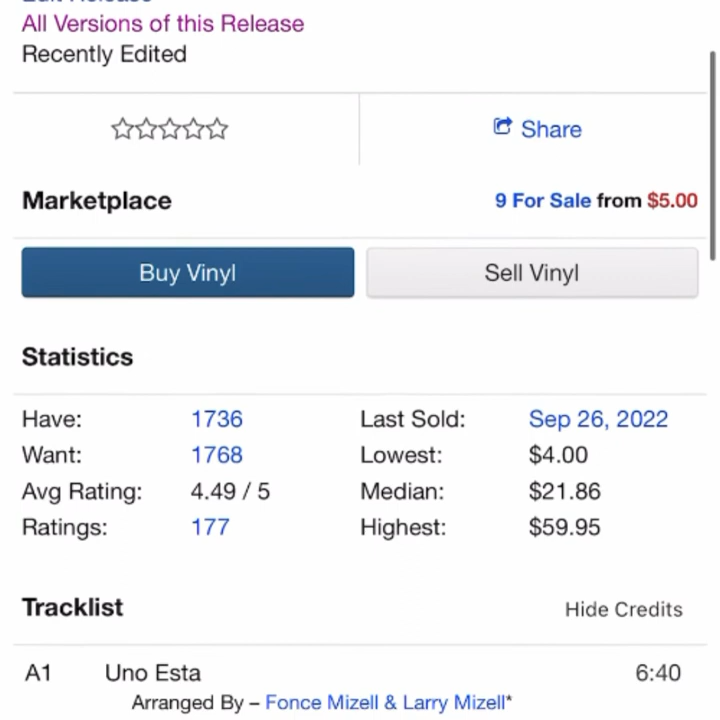 Edit Release
All Versions of this Release
Recently Edited
Share
Marketplace 9 For Sale from $5.00
Buy Vinyl Sell Vinyl
Statistics
Have: 1736 Last Sold: Sep 26, 2022
Want: 1768 Lowest: $4.00
Avg Rating: 4.49 / 5 Median: $21.86
Ratings: 177 Highest: $59.95
Tracklist Hide Credits
A1 Uno Esta 6:40
Arranged By – Fonce Mizell & Larry Mizell*